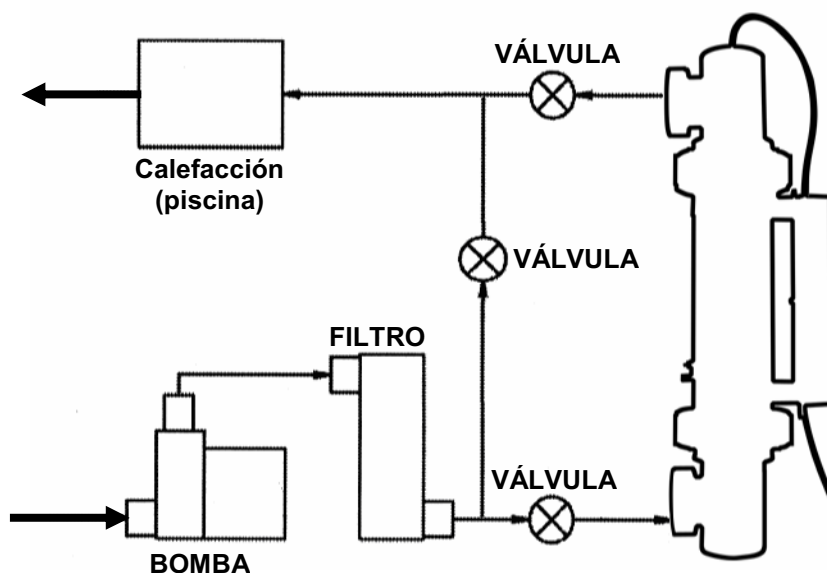 VÁLVULA
Calefacción
(piscina)
VÁLVULA
FILTRO
VÁLVULA
BOMBA